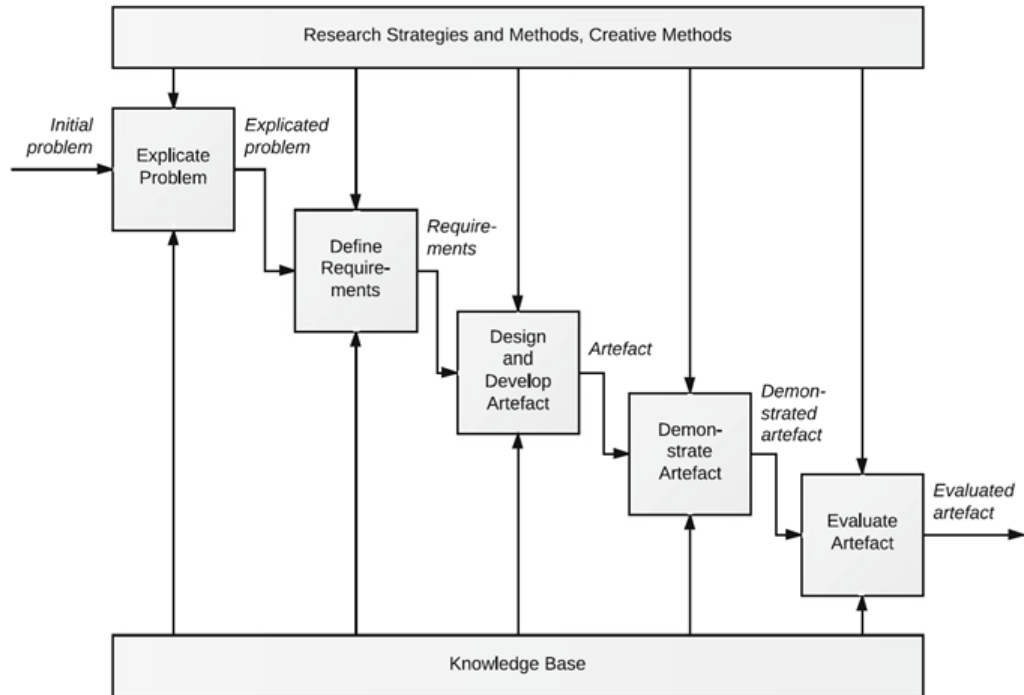 Research Strategies and Methods, Creative Methods
Initial
problem
Explicate
Problem
Explicated
problem
Define
Require-
ments
Require-
ments
Design
and
Develop
Artefact
Artefact
Demon-
strate
Artefact
Demon-
strated
artefact
Evaluate
Artefact
Evaluated
artefact
Knowledge Base